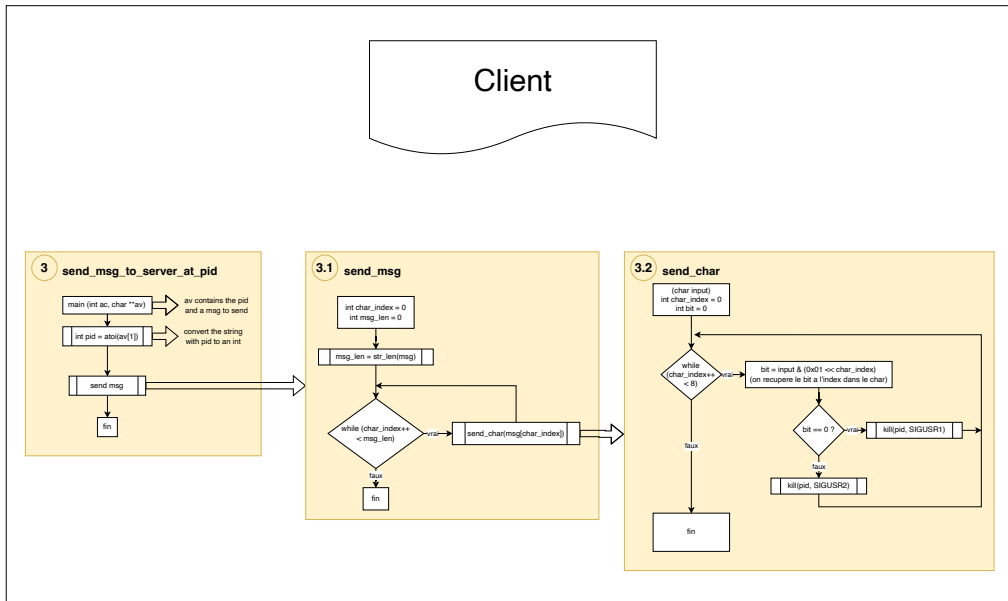 Client
3
send_msg_to_server_at_pid
main (int ac, char **av)
av contains the pid
and a msg to send
int pid = atoi(av[1])
convert the string
with pid to an int
send msg
fin
3.1
send_msg
int char_index = 0
int msg_len = 0
msg_len = str_len(msg)
while (char_index++
< msg_len)
vrai
send_char(msg[char_index])
faux
fin
3.2
send_char
(char input)
int char_index = 0
int bit = 0
while
(char_index++
< 8)
vrai
bit = input & (0x01 << char_index)
(on recupere le bit a l'index dans le char)
bit == 0 ?
vrai
kill(pid, SIGUSR1)
faux
faux
kill(pid, SIGUSR2)
fin